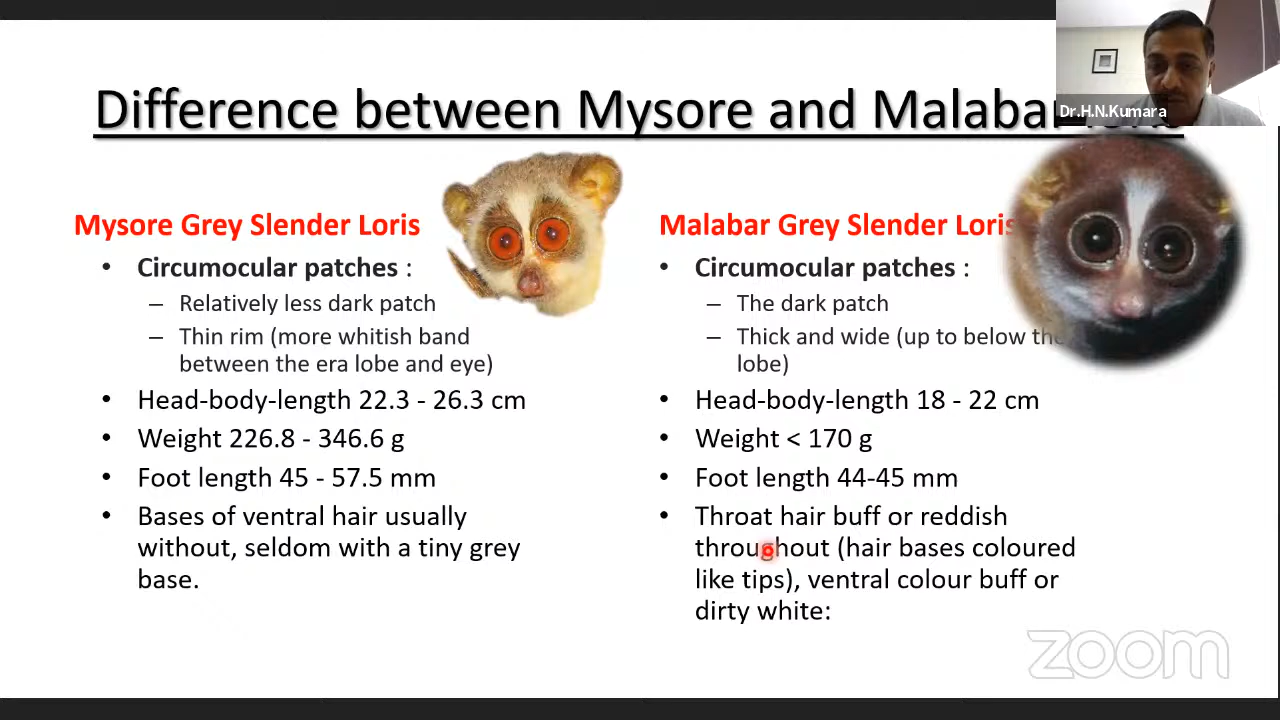 Difference between Mysore and Malabar
Dr.H.N.Kumara
Mysore Grey Slender Loris
• Circumocular patches :
– Relatively less dark patch
– Thin rim (more whitish band
between the era lobe and eye)
• Head-body-length 22.3 - 26.3 cm
• Weight 226.8 - 346.6 g
• Foot length 45 - 57.5 mm
• Bases of ventral hair usually
without, seldom with a tiny grey
base.
Malabar Grey Slender Loris
• Circumocular patches :
– The dark patch
– Thick and wide (up to below the
lobe)
• Head-body-length 18 - 22 cm
• Weight < 170 g
• Foot length 44-45 mm
• Throat hair buff or reddish
throughout (hair bases coloured
like tips), ventral colour buff or
dirty white:
zoom